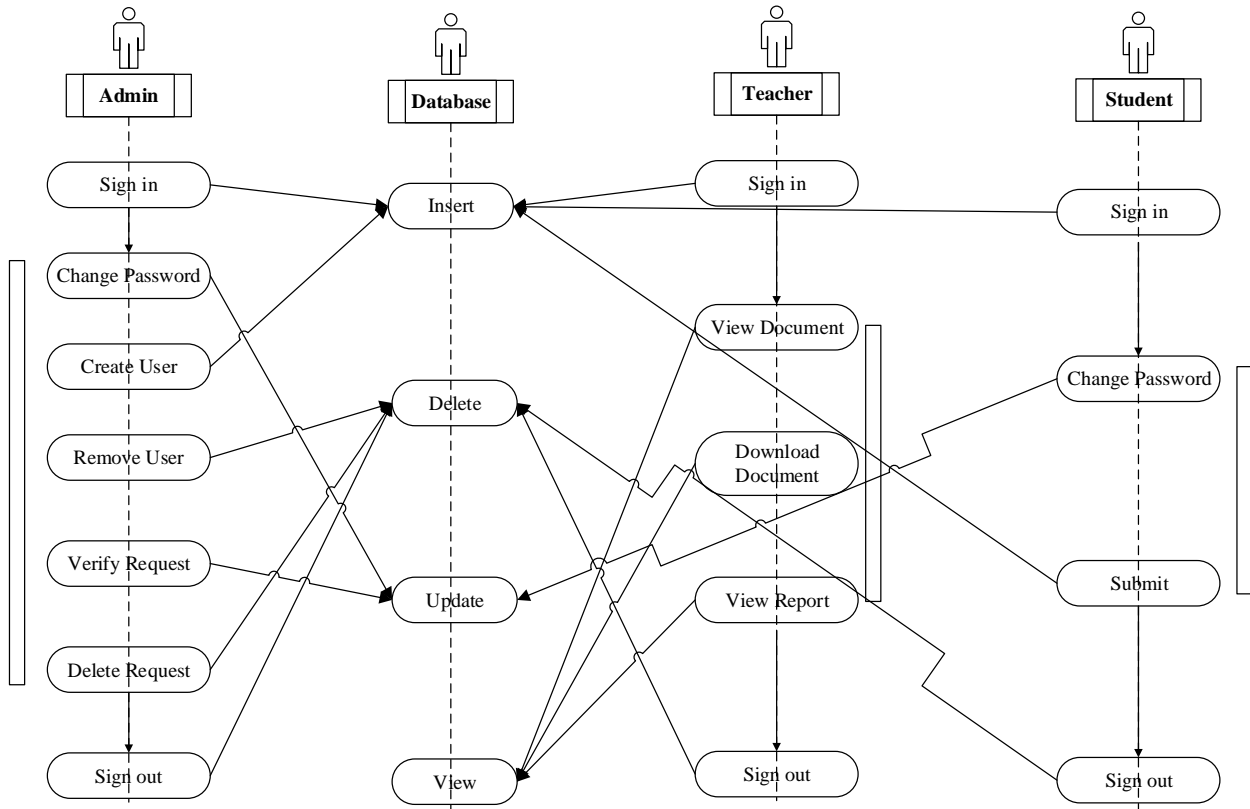 Admin
Database
Teacher
Student
Sign in
Change Password
Create User
Remove User
Verify Request
Delete Request
Sign out
Insert
Delete
Update
View
Sign in
View Document
Download
Document
View Report
Sign out
Sign in
Change Password
Submit
Sign out